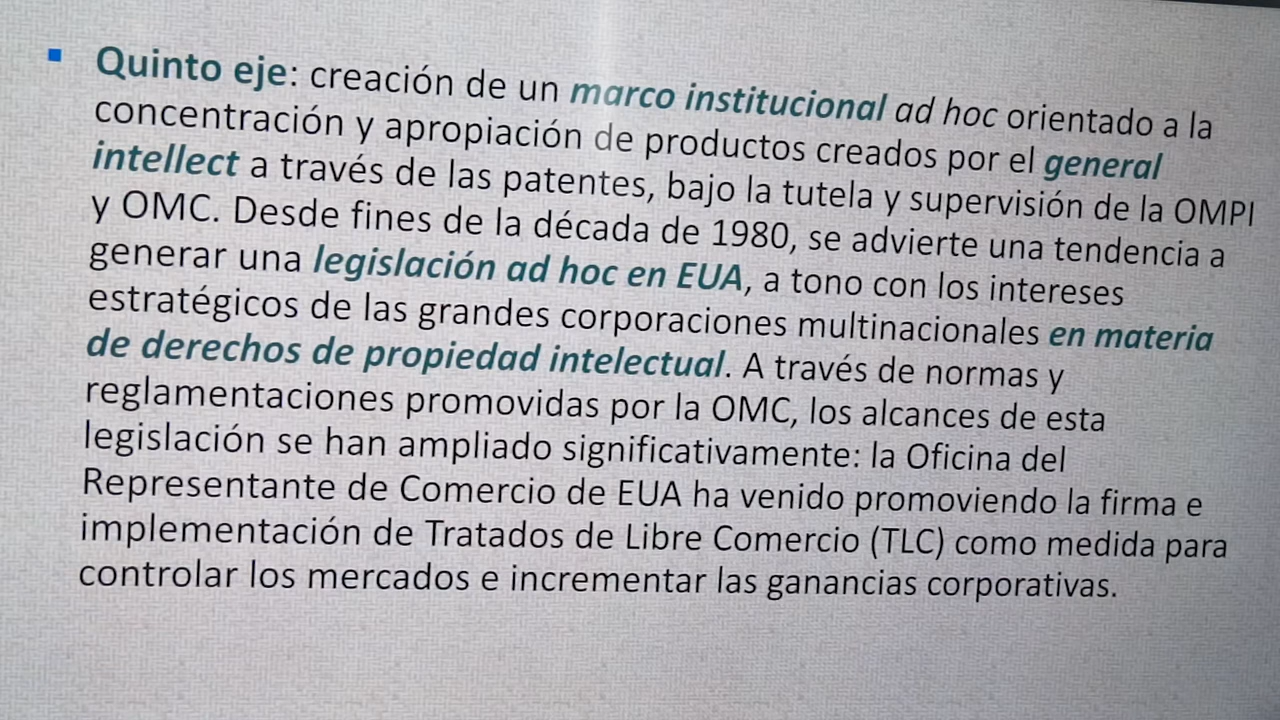 Quinto eje: creación de un marco institucional ad hoc orientado a la
concentración y apropiación de productos creados por el general
intellect a través de las patentes, bajo la tutela y supervisión de la OMPI
y OMC. Desde fines de la década de 1980, se advierte una tendencia a
generar una legislación ad hoc en EUA, a tono con los intereses
estratégicos de las grandes corporaciones multinacionales en materia
de derechos de propiedad intelectual. A través de normas y
reglamentaciones promovidas por la OMC, los alcances de esta
legislación se han ampliado significativamente: la Oficina del
Representante de Comercio de EUA ha venido promoviendo la firma e
implementación de Tratados de Libre Comercio (TLC) como medida para
controlar los mercados e incrementar las ganancias corporativas.